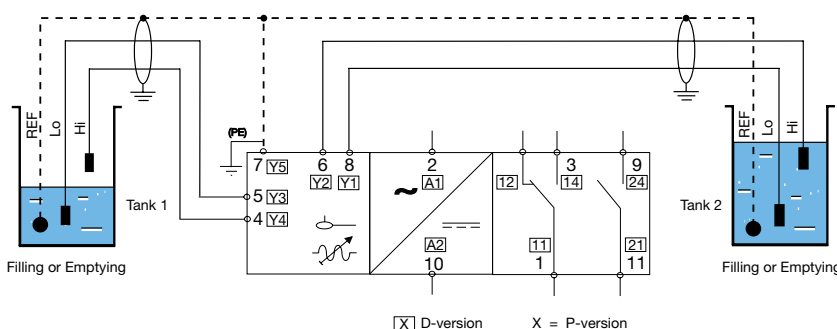 REF
Lo
Hi
Tank 1
Filling or Emptying
(PE)
7 Y5
6
Y2
8
Y1
5 Y3
4 Y4
2
A1
~
A2
10
12
3
14
9
24
11
1
21
11
REF
Lo
Hi
Tank 2
Filling or Emptying
X D-version
X = P-version